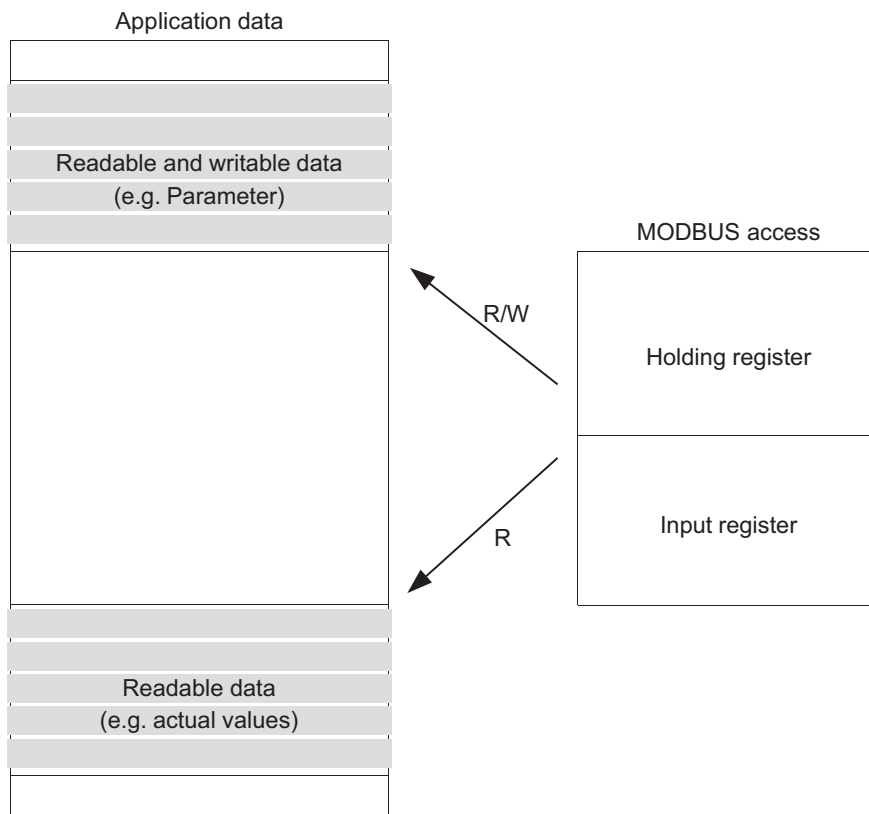 Application data
Readable and writable data
(e.g. Parameter)
MODBUS access
R/W
Holding register
Input register
R
Readable data
(e.g. actual values)